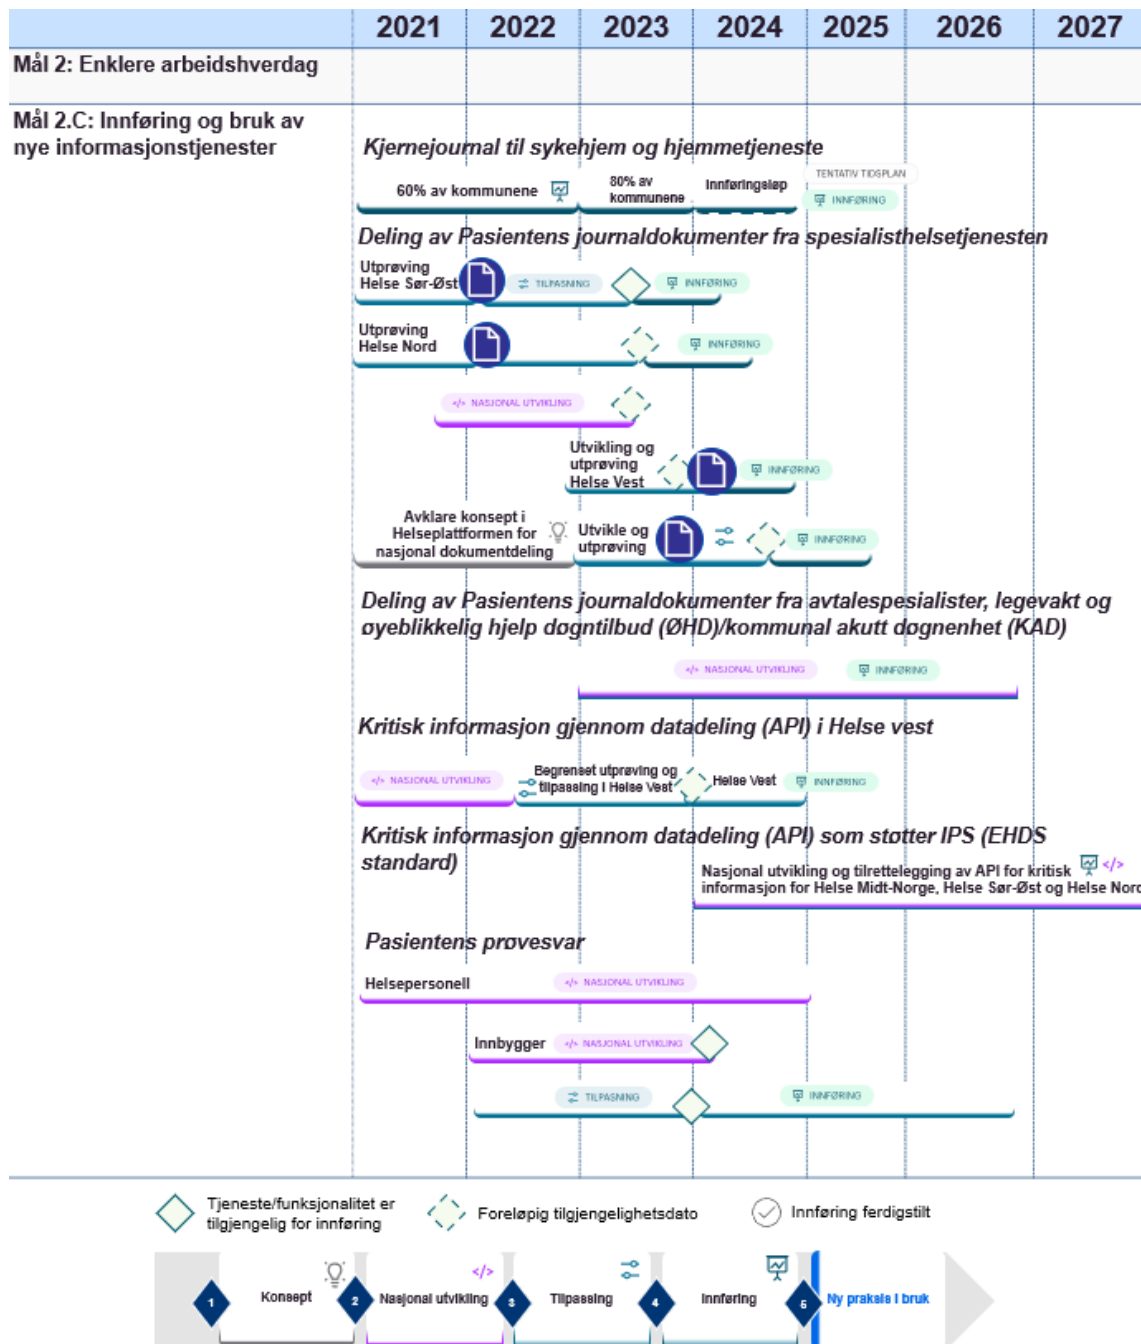 2021 2022 2023 2024 2025 2026 2027
Mål 2: Enklere arbeidshverdag
Mål 2.C: Innføring og bruk av
nye informasjonstjenester
Kjernejournal til sykehjem og hjemmetjeneste
TENTATIV TIDSPLAN
60% av kommunene
80% av
kommunene
Innføringsløp
INNFØRING
Deling av Pasientens journaldokumenter fra spesialisthelsetjenesten
Utprøving
Helse Sør-Øst
TILPASNING
INNFØRING
Utprøving
Helse Nord
INNFØRING
</> NASJONAL UTVIKLING
Utvikling og
utprøving
Helse Vest
INNFØRING
Avklare konsept i
Helseplattformen for
nasjonal dokumentdeling
Utvikle og
utprøving
INNFØRING
Deling av Pasientens journaldokumenter fra avtalespesialister, legevakt og
øyeblikkelig hjelp døgntilbud (ØHD)/kommunal akutt døgnenhet (KAD)
</> NASJONAL UTVIKLING
INNFØRING
Kritisk informasjon gjennom datadeling (API) i Helse vest
</> NASJONAL UTVIKLING
Begrenset utprøving og
tilpassing i Helse Vest
Helse Vest
INNFØRING
Kritisk informasjon gjennom datadeling (API) som støtter IPS (EHDS
standard)
Nasjonal utvikling og tilrettelegging av API for kritisk </>
informasjon for Helse Midt-Norge, Helse Sør-Øst og Helse Nord
Pasientens prøvesvar
Helsepersonell
</> NASJONAL UTVIKLING
Innbygger
</> NASJONAL UTVIKLING
TILPASNING
INNFØRING
Tjeneste/funksjonalitet er
tilgjengelig for innføring
Foreløpig tilgjengelighetsdato
Innføring ferdigstilt
1 Konsept
2 Nasjonal utvikling </>
3 Tilpassing
4 Innføring
5 Ny praksis i bruk